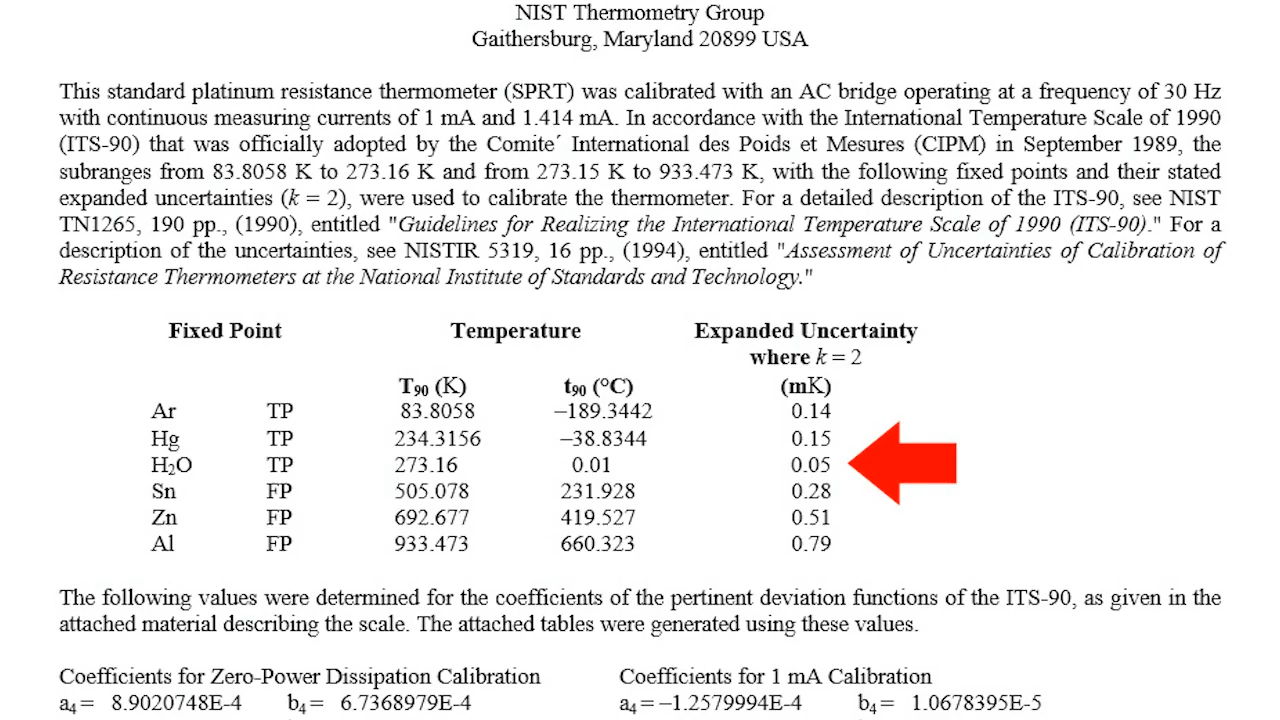 NIST Thermometry Group
Gaithersburg, Maryland 20899 USA
This standard platinum resistance thermometer (SPRT) was calibrated with an AC bridge operating at a frequency of 30 Hz
with continuous measuring currents of 1 mA and 1.414 mA. In accordance with the International Temperature Scale of 1990
(ITS-90) that was officially adopted by the Comite´ International des Poids et Mesures (CIPM) in September 1989, the
subranges from 83.8058 K to 273.16 K and from 273.15 K to 933.473 K, with the following fixed points and their stated
expanded uncertainties (k = 2), were used to calibrate the thermometer. For a detailed description of the ITS-90, see NIST
TN1265, 190 pp., (1990), entitled "Guidelines for Realizing the International Temperature Scale of 1990 (ITS-90)." For a
description of the uncertainties, see NISTIR 5319, 16 pp., (1994), entitled "Assessment of Uncertainties of Calibration of
Resistance Thermometers at the National Institute of Standards and Technology."
Fixed Point Temperature Expanded Uncertainty
where k = 2
T₉₀ (K) t₉₀ (°C) (mK)
Ar TP 83.8058 −189.3442 0.14
Hg TP 234.3156 −38.8344 0.15
H₂O TP 273.16 0.01 0.05
Sn FP 505.078 231.928 0.28
Zn FP 692.677 419.527 0.51
Al FP 933.473 660.323 0.79
The following values were determined for the coefficients of the pertinent deviation functions of the ITS-90, as given in the
attached material describing the scale. The attached tables were generated using these values.
Coefficients for Zero-Power Dissipation Calibration Coefficients for 1 mA Calibration
a₄ = 8.9020748E-4 b₄ = 6.7368979E-4 a₄ = −1.2579994E-4 b₄ = 1.0678395E-5